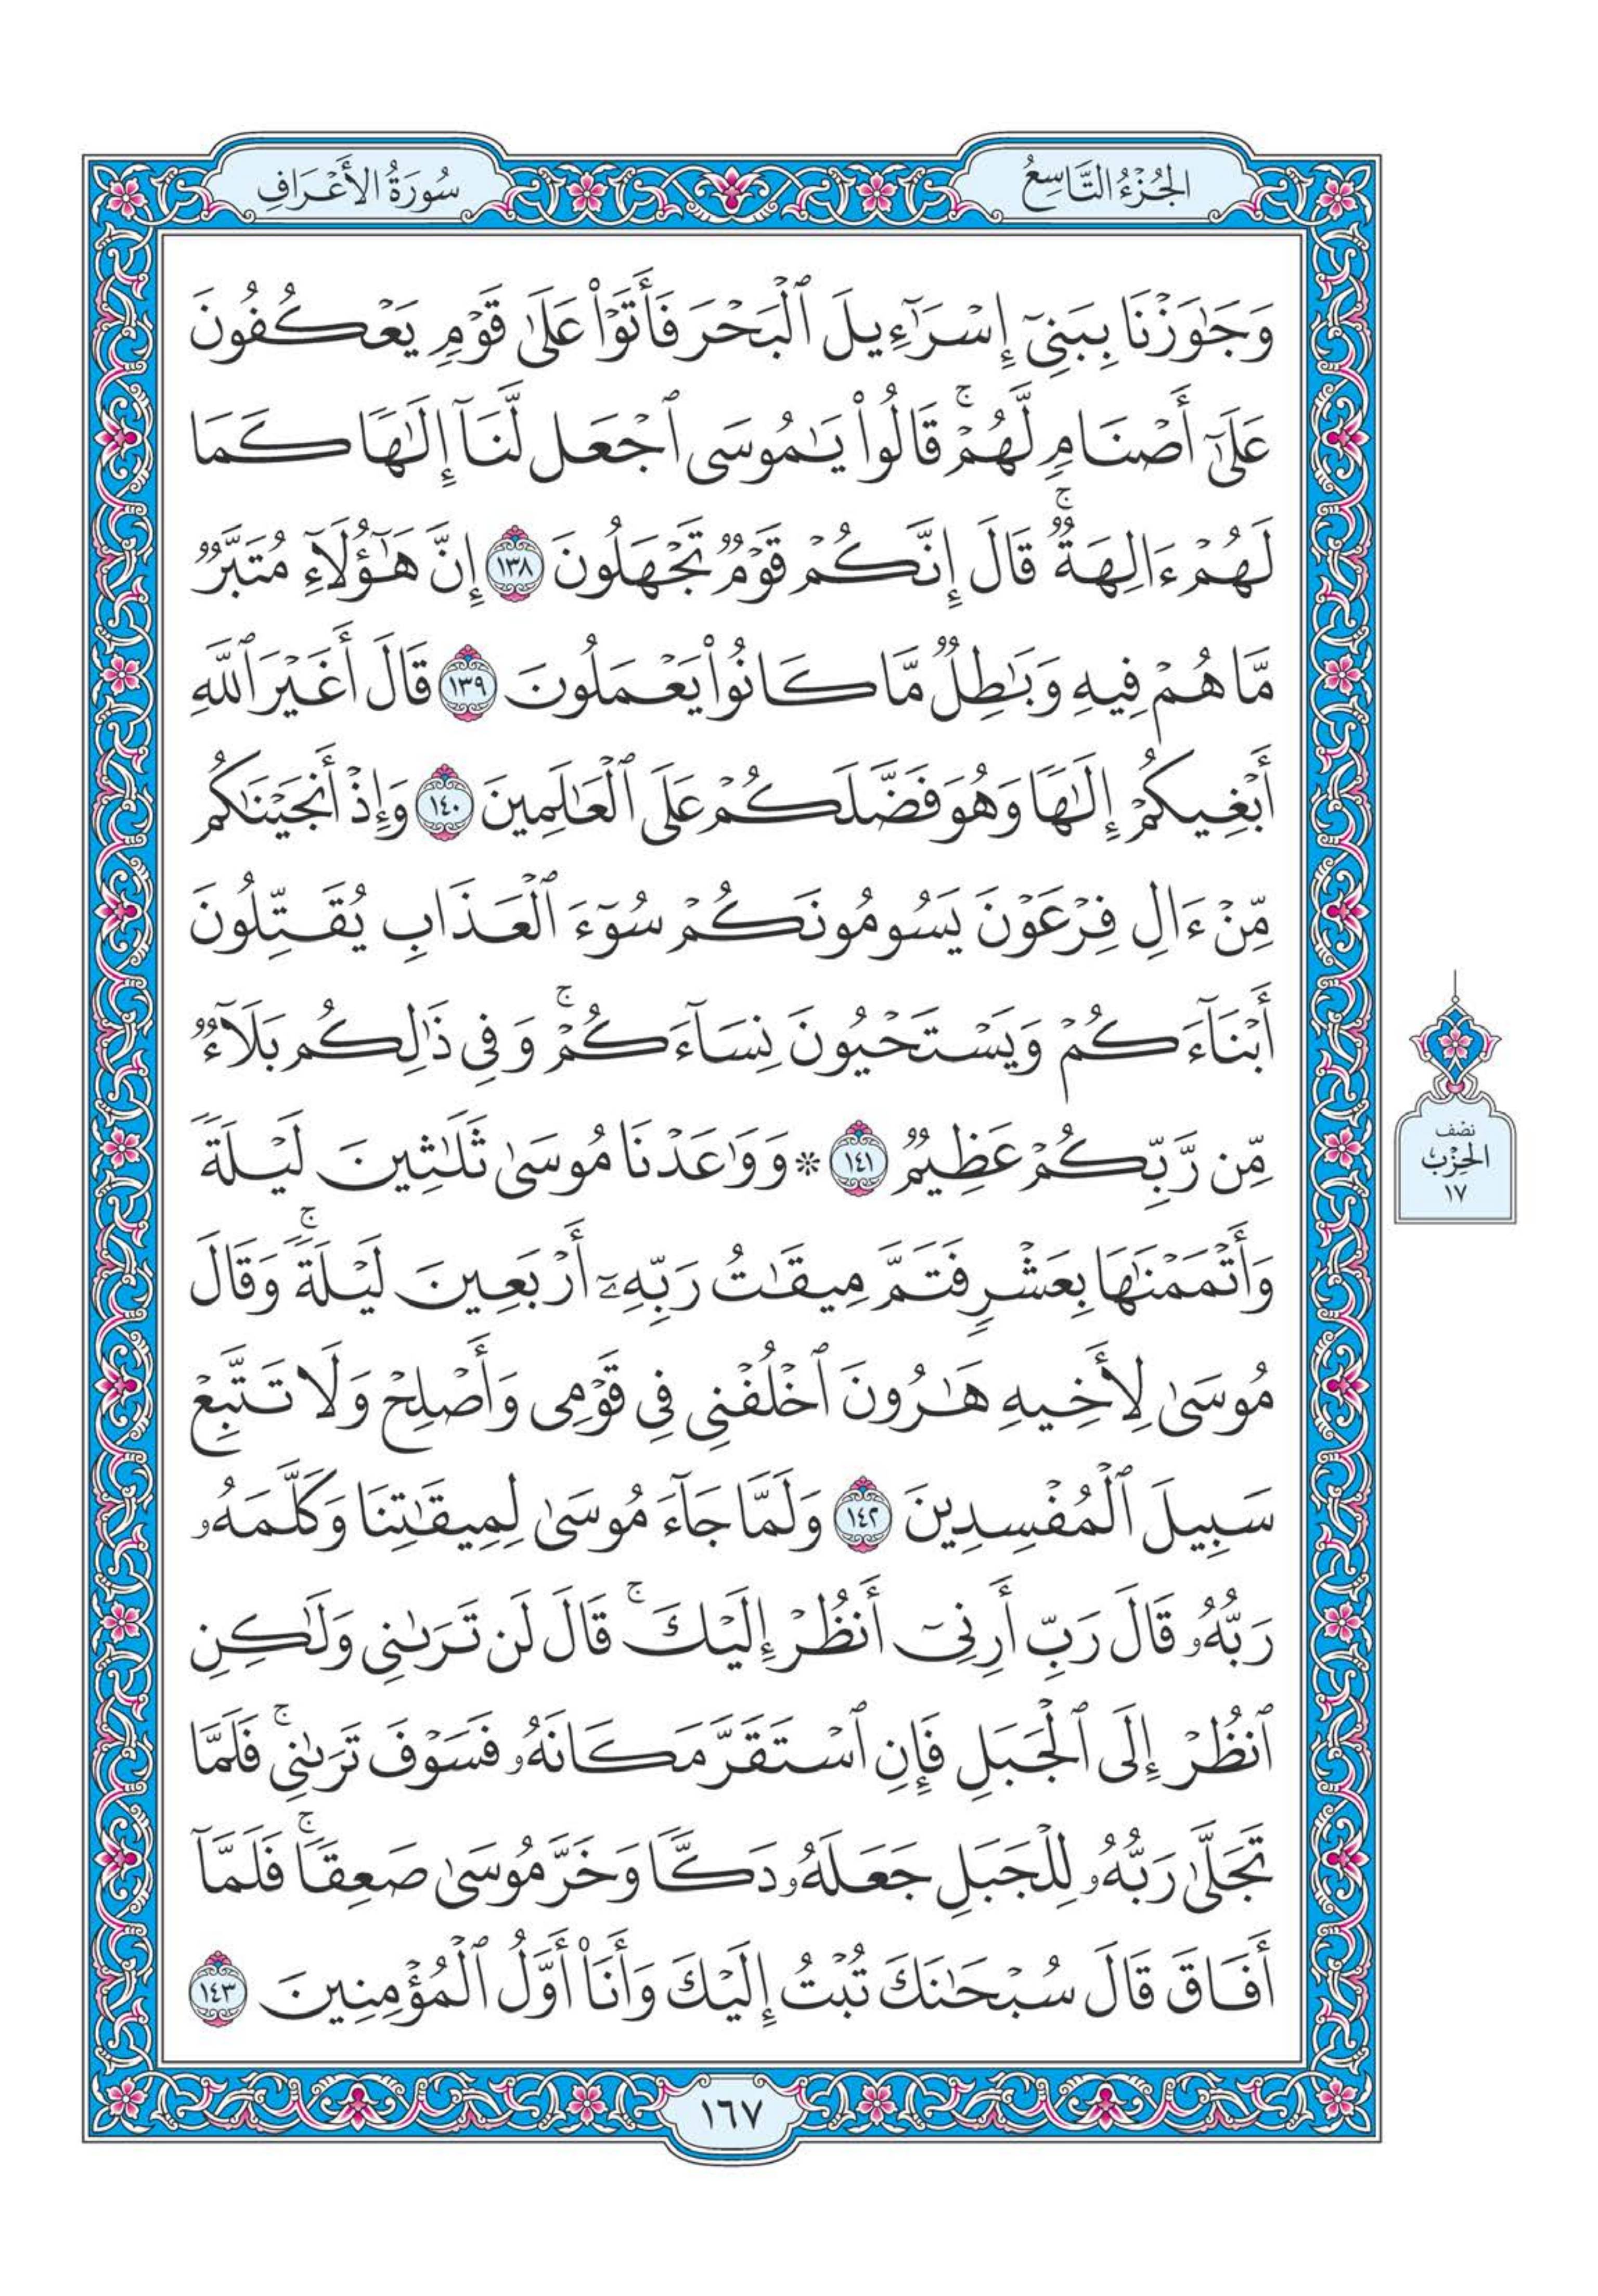 الجُزْءُ التَّاسِعُ
سُورَةُ الأَعْرَافِ
وَجَٰوَزْنَا بِبَنِيٓ إِسْرَٰٓءِيلَ ٱلْبَحْرَ فَأَتَوْا۟ عَلَىٰ قَوْمٍ يَعْكُفُونَ
عَلَىٰٓ أَصْنَامٍ لَّهُمْۚ قَالُوا۟ يَٰمُوسَى ٱجْعَل لَّنَآ إِلَٰهًا كَمَا
لَهُمْ ءَالِهَةٌۚ قَالَ إِنَّكُمْ قَوْمٌ تَجْهَلُونَ ١٣٨ إِنَّ هَٰٓؤُلَآءِ مُتَبَّرٌ
مَّا هُمْ فِيهِ وَبَٰطِلٌ مَّا كَانُوا۟ يَعْمَلُونَ ١٣٩ قَالَ أَغَيْرَ ٱللَّهِ
أَبْغِيكُمْ إِلَٰهًا وَهُوَ فَضَّلَكُمْ عَلَى ٱلْعَٰلَمِينَ ١٤٠ وَإِذْ أَنجَيْنَٰكُم
مِّنْ ءَالِ فِرْعَوْنَ يَسُومُونَكُمْ سُوٓءَ ٱلْعَذَابِ يُقَتِّلُونَ
أَبْنَآءَكُمْ وَيَسْتَحْيُونَ نِسَآءَكُمْۚ وَفِي ذَٰلِكُم بَلَآءٌ
مِّن رَّبِّكُمْ عَظِيمٌ ١٤١ ۞ وَوَٰعَدْنَا مُوسَىٰ ثَلَٰثِينَ لَيْلَةً
وَأَتْمَمْنَٰهَا بِعَشْرٍ فَتَمَّ مِيقَٰتُ رَبِّهِۦٓ أَرْبَعِينَ لَيْلَةًۚ وَقَالَ
مُوسَىٰ لِأَخِيهِ هَٰرُونَ ٱخْلُفْنِي فِي قَوْمِي وَأَصْلِحْ وَلَا تَتَّبِعْ
سَبِيلَ ٱلْمُفْسِدِينَ ١٤٢ وَلَمَّا جَآءَ مُوسَىٰ لِمِيقَٰتِنَا وَكَلَّمَهُۥ
رَبُّهُۥ قَالَ رَبِّ أَرِنِيٓ أَنظُرْ إِلَيْكَۚ قَالَ لَن تَرَىٰنِي وَلَٰكِنِ
ٱنظُرْ إِلَى ٱلْجَبَلِ فَإِنِ ٱسْتَقَرَّ مَكَانَهُۥ فَسَوْفَ تَرَىٰنِيۚ فَلَمَّا
تَجَلَّىٰ رَبُّهُۥ لِلْجَبَلِ جَعَلَهُۥ دَكًّا وَخَرَّ مُوسَىٰ صَعِقًاۚ فَلَمَّآ
أَفَاقَ قَالَ سُبْحَٰنَكَ تُبْتُ إِلَيْكَ وَأَنَا۠ أَوَّلُ ٱلْمُؤْمِنِينَ ١٤٣
نصْف
الحِزْب
١٧
١٦٧